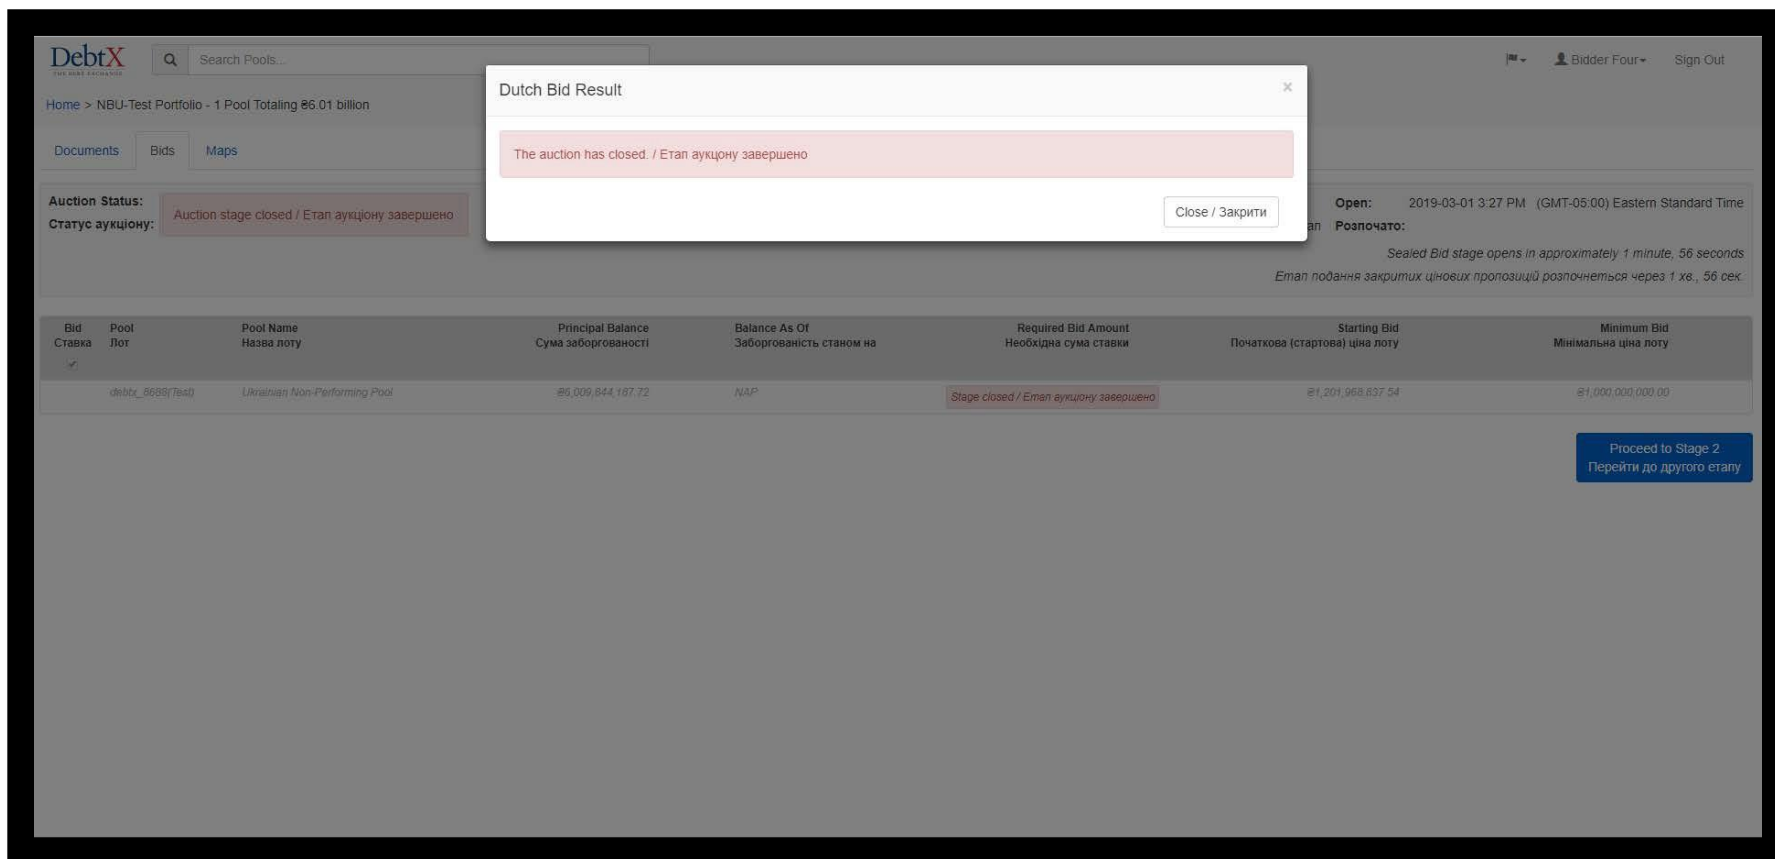 DebtX
THE DEBT EXCHANGE
Search Pools...
Bidder Four
Sign Out
Home > NBU-Test Portfolio - 1 Pool Totaling ₴6.01 billion
Dutch Bid Result
×
The auction has closed. / Етап аукцону завершено
Close / Закрити
Documents
Bids
Maps
Auction Status:
Статус аукціону:
Auction stage closed / Етап аукціону завершено
Open: 2019-03-01 3:27 PM (GMT-05:00) Eastern Standard Time
Розпочато:
Sealed Bid stage opens in approximately 1 minute, 56 seconds
Етап подання закритих цінових пропозицій розпочнеться через 1 хв., 56 сек.
Bid Pool Pool Name Principal Balance Balance As Of Required Bid Amount Starting Bid Minimum Bid
Ставка Лот Назва лоту Сума заборгованості Заборгованість станом на Необхідна сума ставки Початкова (стартова) ціна лоту Мінімальна ціна лоту
Ukrainian Non-Performing Pool ₴6,009,844,187.72 NAP Stage closed / Етап аукціону завершено ₴1,201,968,837.54 ₴1,000,000,000.00
Proceed to Stage 2
Перейти до другого етапу